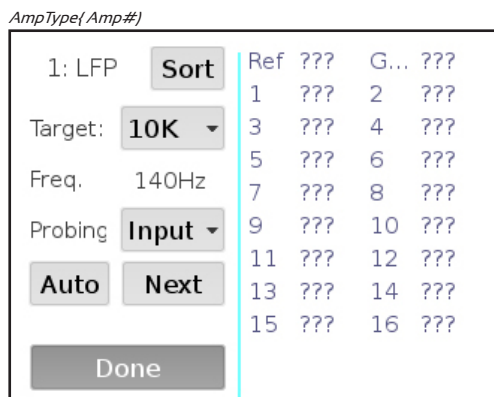 AmpType(Amp#)
1: LFP Sort
Target: 10K
Freq. 140Hz
Probing Input
Auto Next
Done
Ref ??? G... ???
1 ??? 2 ???
3 ??? 4 ???
5 ??? 6 ???
7 ??? 8 ???
9 ??? 10 ???
11 ??? 12 ???
13 ??? 14 ???
15 ??? 16 ???